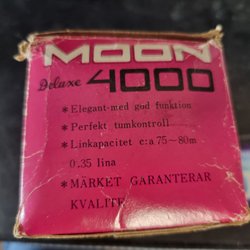 MOON
Deluxe 4000
* Elegant med god funktion
* Perfekt tumkontroll
* Linkapacitet c:a 75-80m
0.35 lina
* MÄRKET GARANTERAR
KVALITE